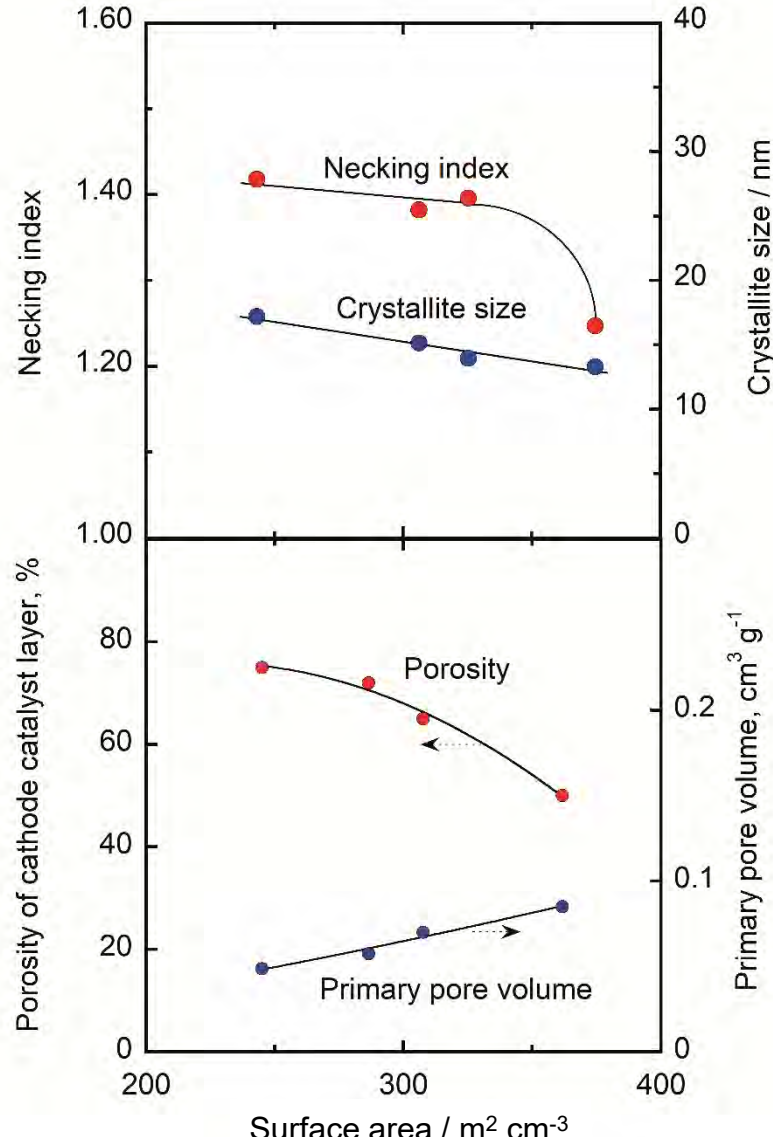 1.60
40
Necking index
30
1.40
Necking index
Crystallite size / nm
20
Crystallite size
1.20
10
1.00
0
Porosity of cathode catalyst layer, %
80
Porosity
Primary pore volume, cm³ g⁻¹
0.2
60
40
0.1
20
Primary pore volume
0
0
200
300
400
Surface area / m² cm⁻³